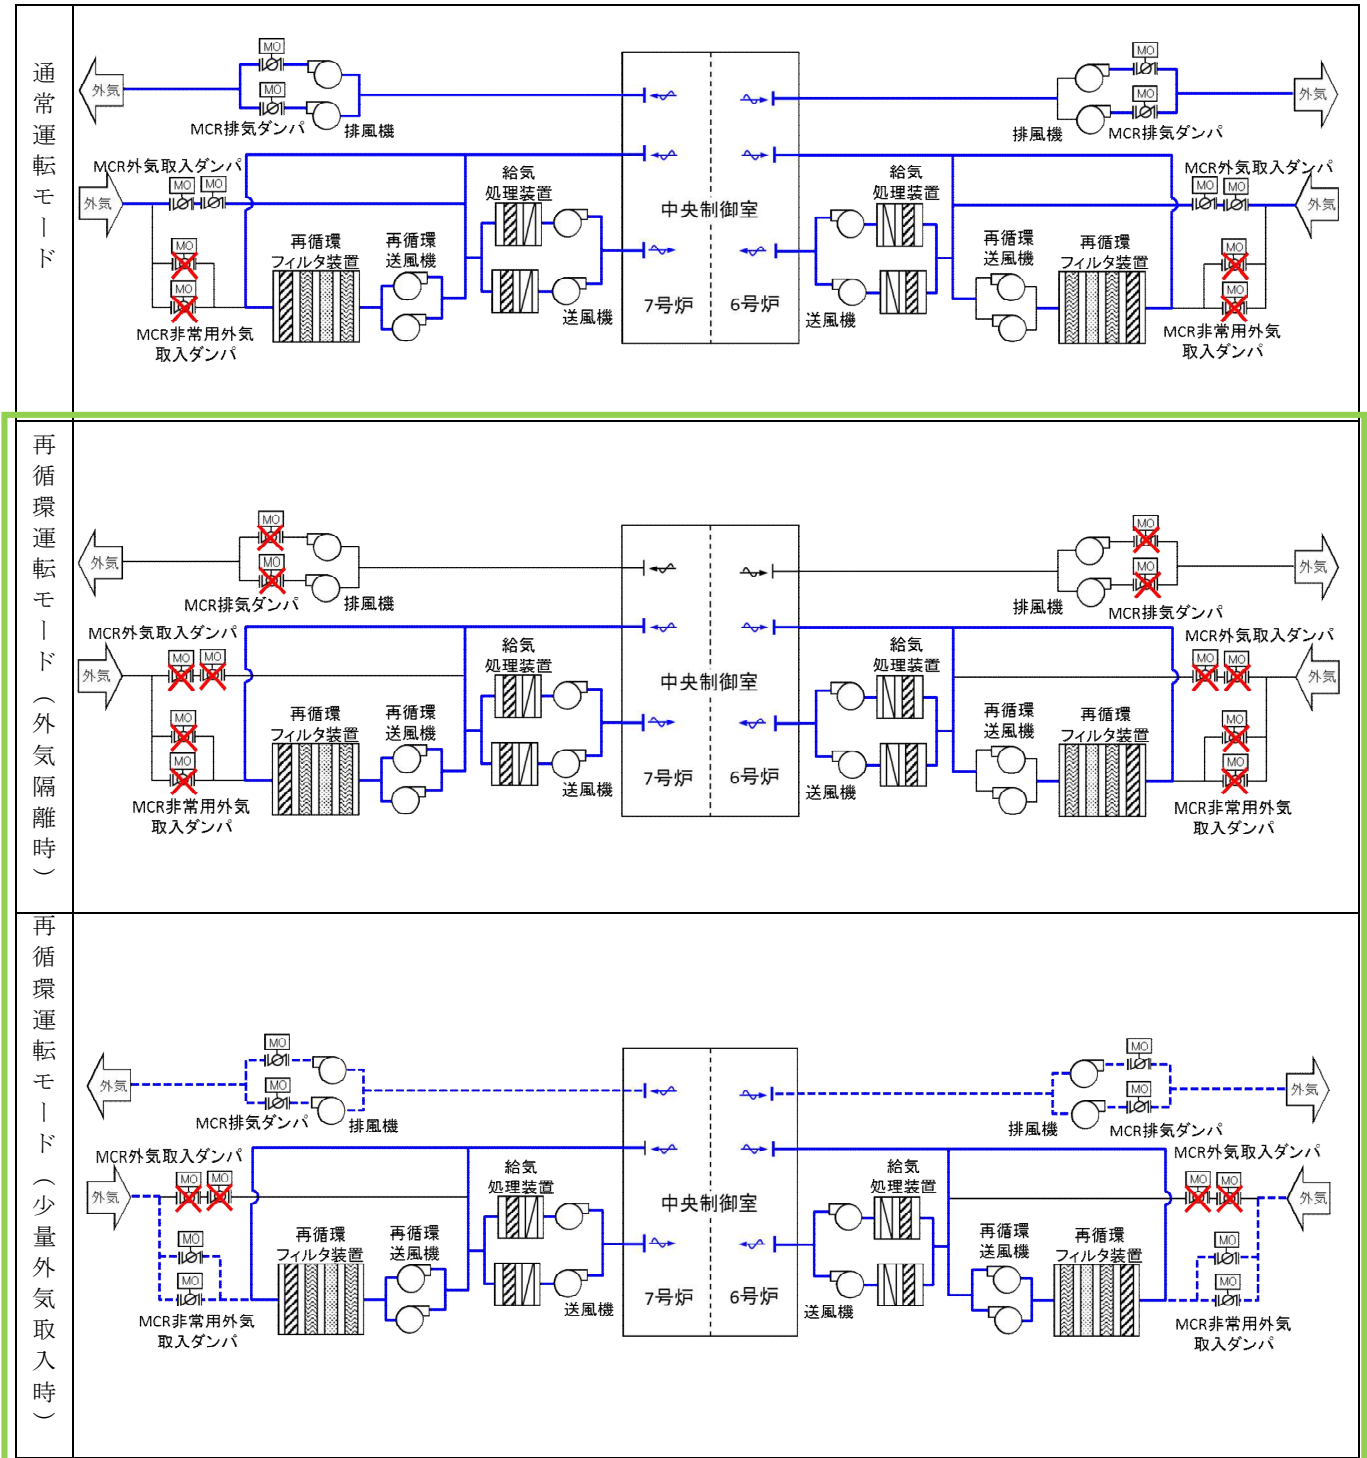 通常運転モード
外気
MO
MO
MCR排気ダンパ
排風機
MCR外気取入ダンパ
MO
MO
外気
MO
MO
MCR非常用外気
取入ダンパ
再循環
フィルタ装置
再循環
送風機
給気
処理装置
送風機
中央制御室
7号炉
6号炉
MO
MO
外気
排風機
MCR排気ダンパ
MCR外気取入ダンパ
MO
MO
外気
給気
処理装置
送風機
再循環
送風機
再循環
フィルタ装置
MO
MO
MCR非常用外気
取入ダンパ
再循環運転モード（外気隔離時）
外気
MO
MO
MCR排気ダンパ
排風機
MCR外気取入ダンパ
MO
MO
外気
MO
MO
MCR非常用外気
取入ダンパ
再循環
フィルタ装置
再循環
送風機
給気
処理装置
送風機
中央制御室
7号炉
6号炉
MO
MO
外気
排風機
MCR排気ダンパ
MCR外気取入ダンパ
MO
MO
外気
給気
処理装置
送風機
再循環
送風機
再循環
フィルタ装置
MO
MO
MCR非常用外気
取入ダンパ
再循環運転モード（少量外気取入時）
外気
MO
MO
MCR排気ダンパ
排風機
MCR外気取入ダンパ
MO
MO
外気
MO
MO
MCR非常用外気
取入ダンパ
再循環
フィルタ装置
再循環
送風機
給気
処理装置
送風機
中央制御室
7号炉
6号炉
MO
MO
外気
排風機
MCR排気ダンパ
MCR外気取入ダンパ
MO
MO
外気
給気
処理装置
送風機
再循環
送風機
再循環
フィルタ装置
MO
MO
MCR非常用外気
取入ダンパ